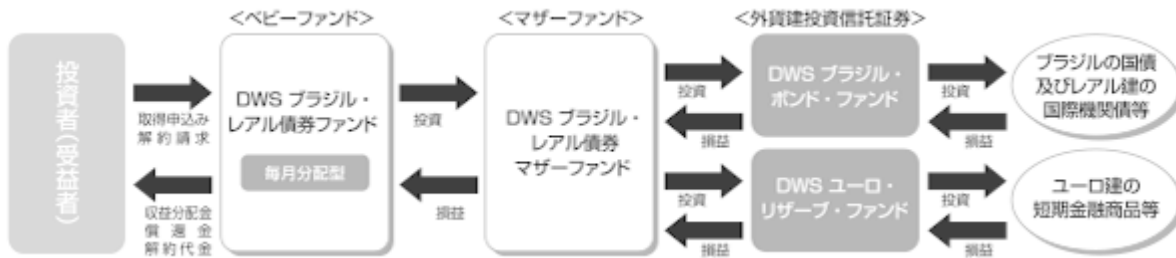 <ベビーファンド>
<マザーファンド>
<外貨建投資信託証券>
投資者(受益者)
取得申込み
解約請求
収益分配金
償還金
解約代金
DWS ブラジル・
レアル債券ファンド
毎月分配型
投資
損益
DWS ブラジル・
レアル債券
マザーファンド
投資
損益
投資
損益
DWS ブラジル・
ボンド・ファンド
DWS ユーロ・
リザーブ・ファンド
投資
損益
投資
損益
ブラジルの国債
及びレアル建の
国際機関債等
ユーロ建の
短期金融商品等